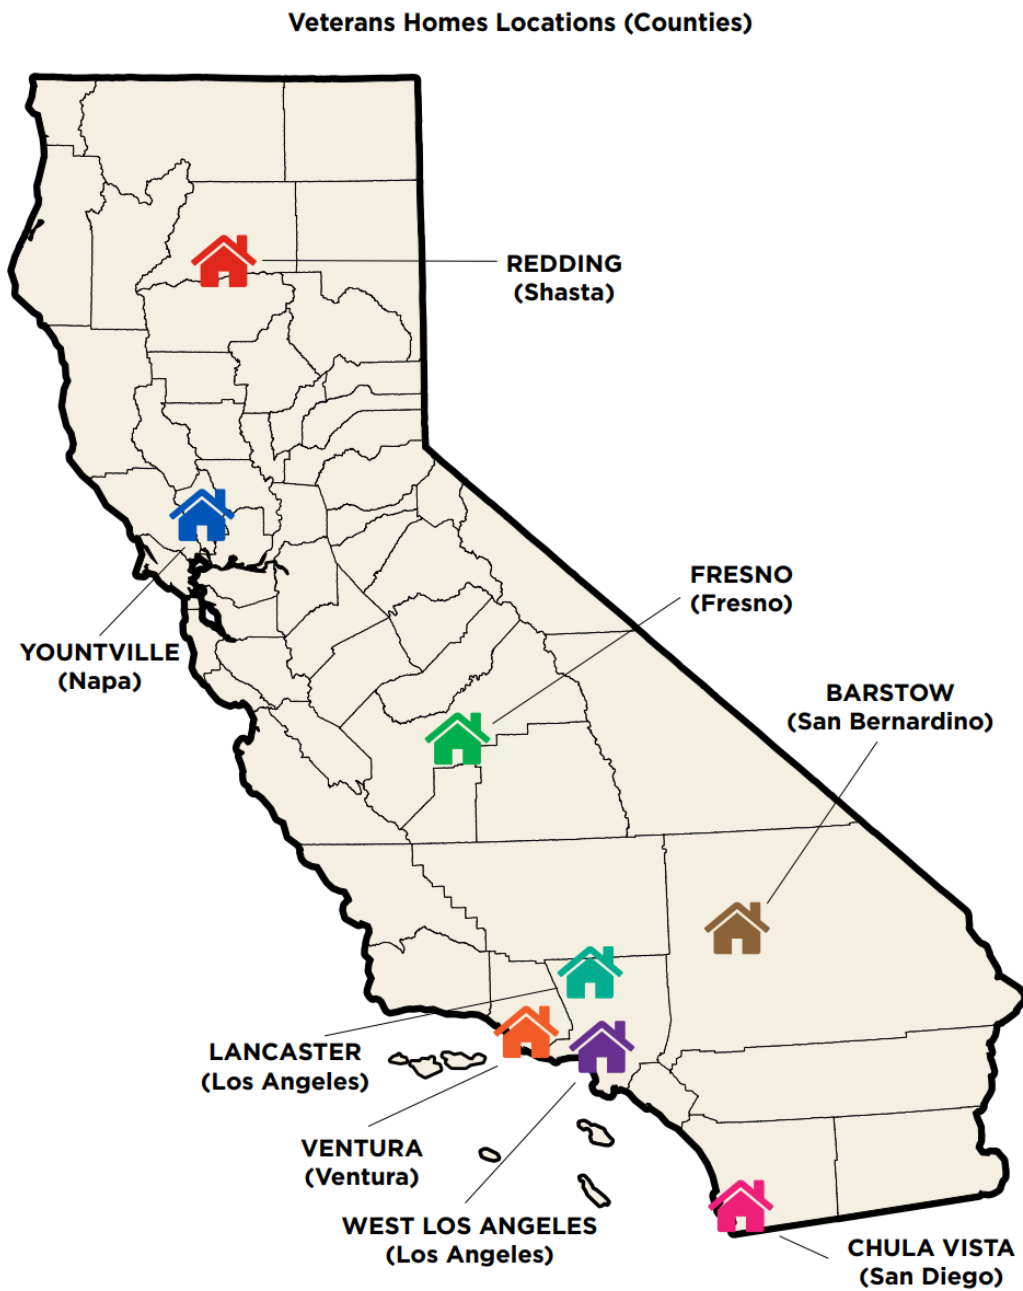 Veterans Homes Locations (Counties)
REDDING
(Shasta)
FRESNO
(Fresno)
YOUNTVILLE
(Napa)
BARSTOW
(San Bernardino)
LANCASTER
(Los Angeles)
VENTURA
(Ventura)
WEST LOS ANGELES
(Los Angeles)
CHULA VISTA
(San Diego)